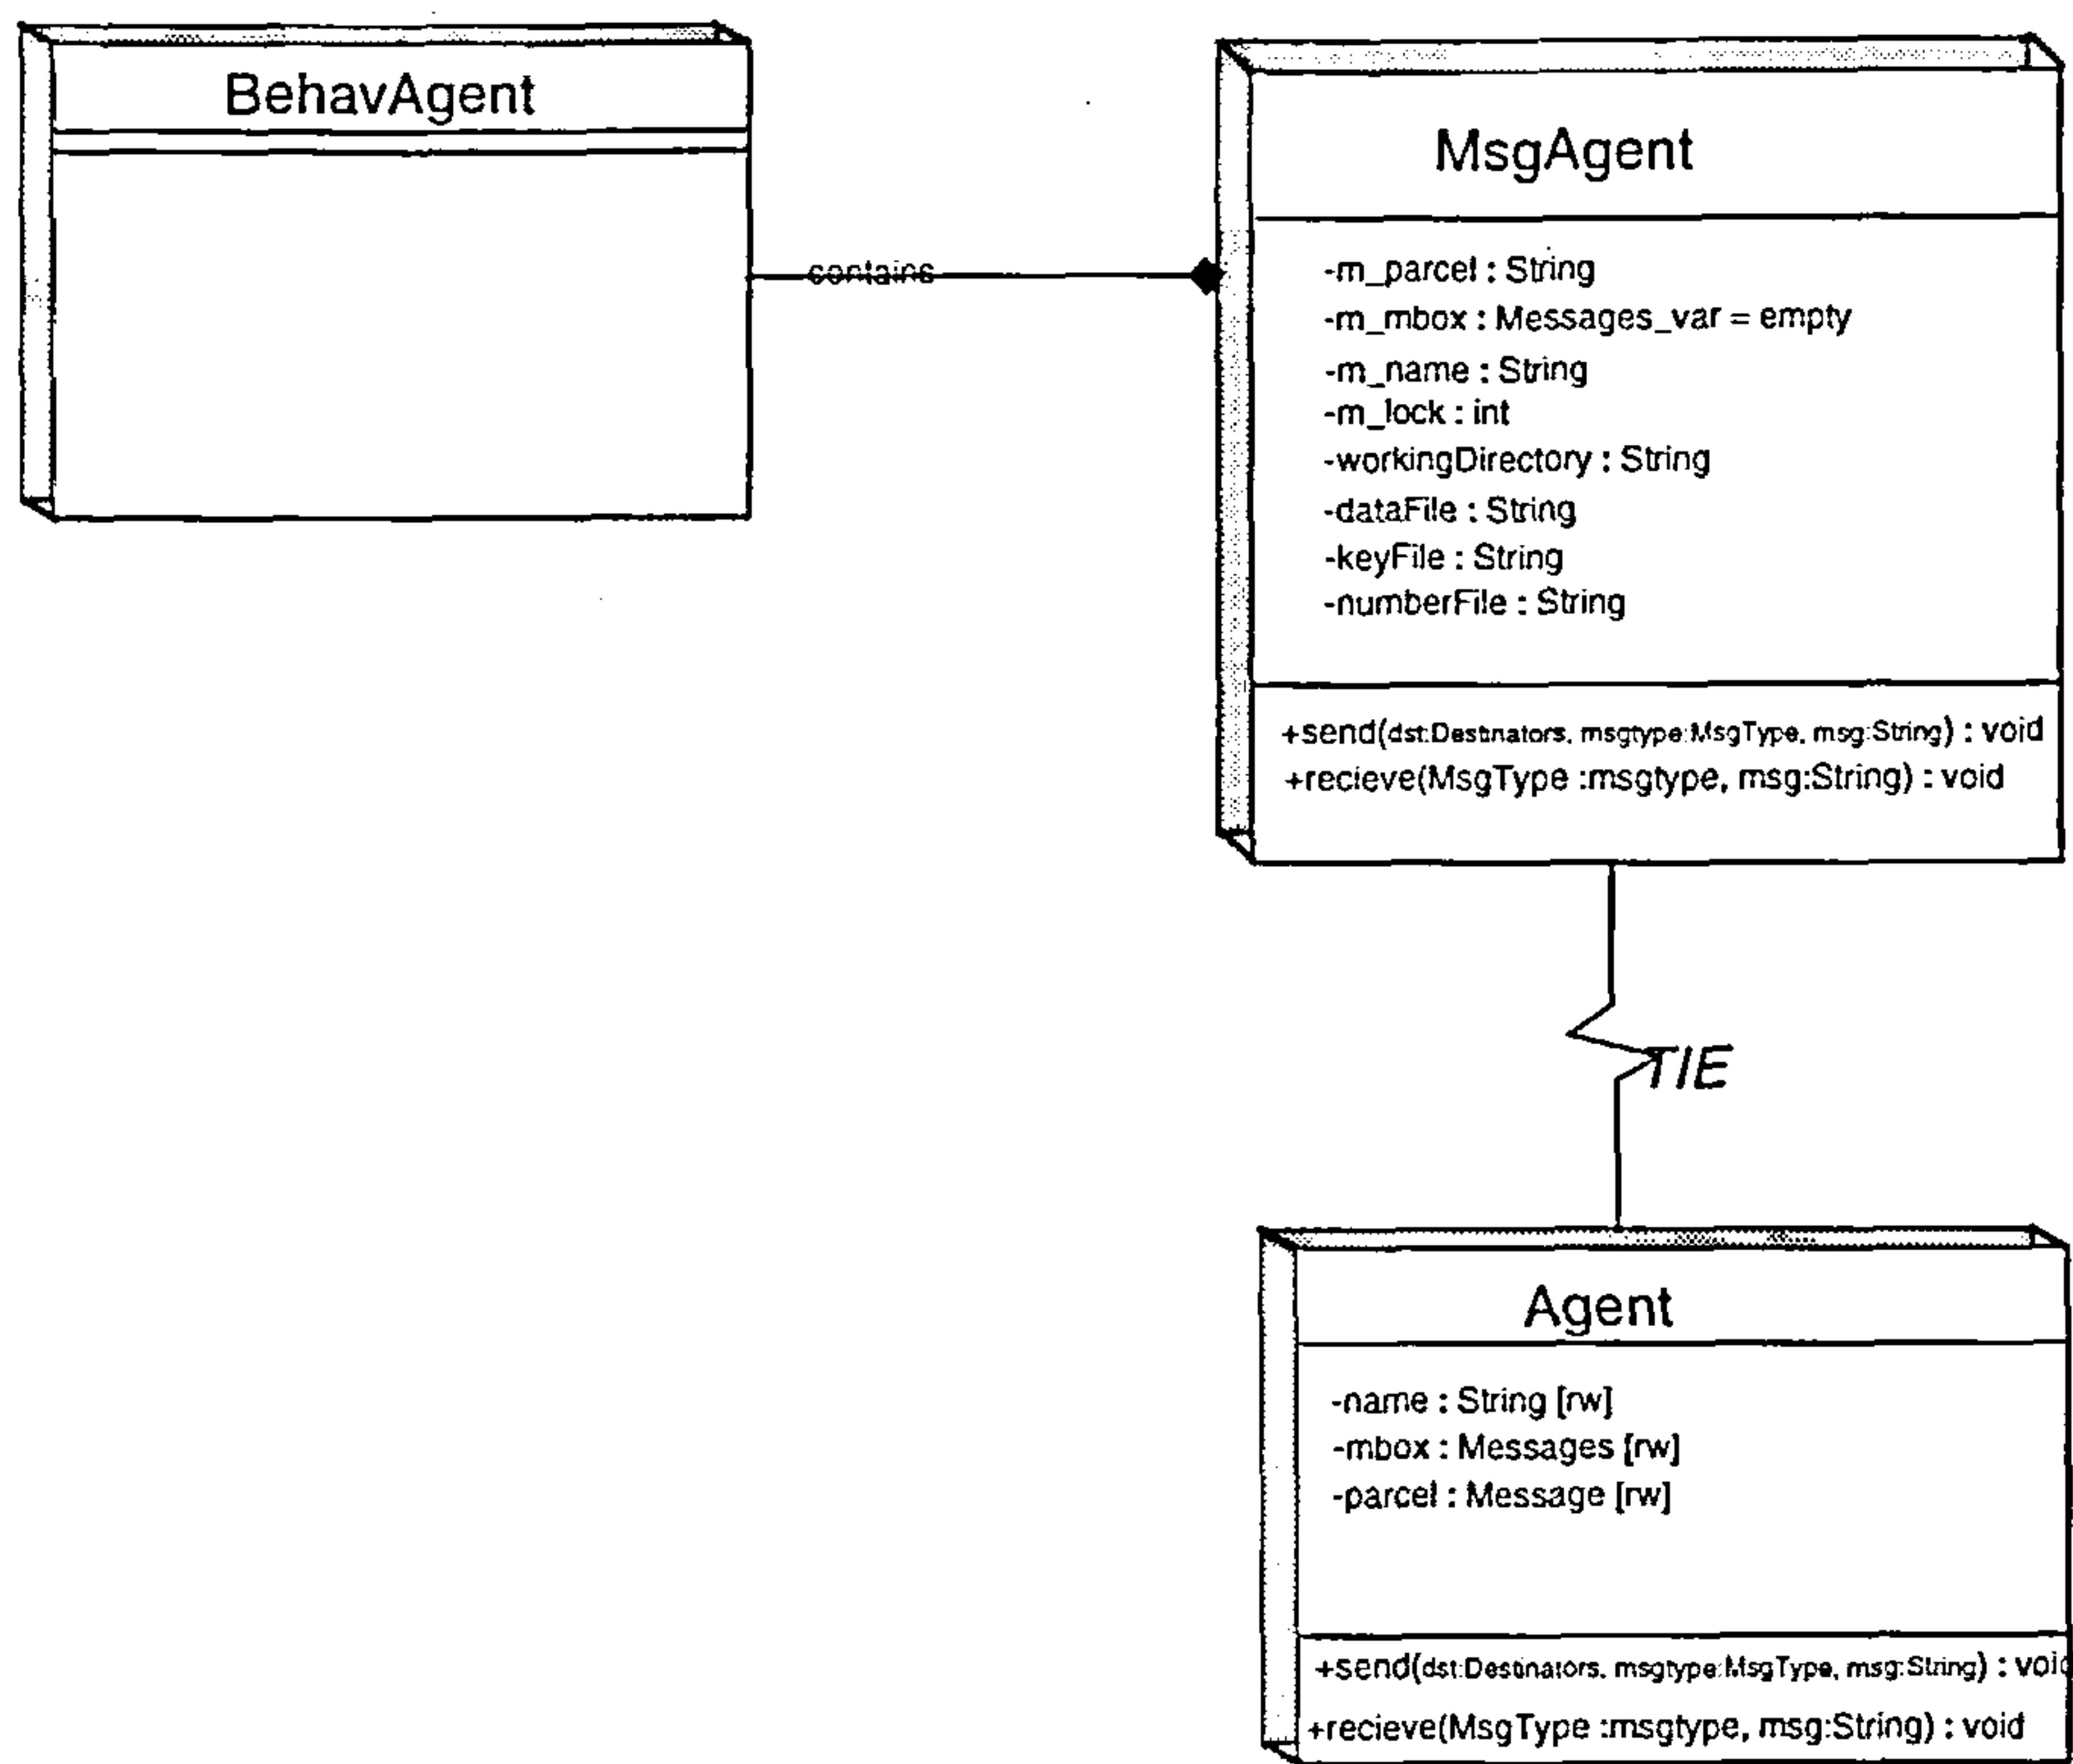 BehavAgent
contains
MsgAgent
-m_parcel : String
-m_mbox : Messages_var = empty
-m_name : String
-m_lock : int
-workingDirectory : String
-dataFile : String
-keyFile : String
-numberFile : String
+send(dst:Destinators, msgtype:MsgType, msg:String) : void
+recieve(MsgType :msgtype, msg:String) : void
TIE
Agent
-name : String [rw]
-mbox : Messages [rw]
-parcel : Message [rw]
+send(dst:Destinators, msgtype:MsgType, msg:String) : void
+recieve(MsgType :msgtype, msg:String) : void